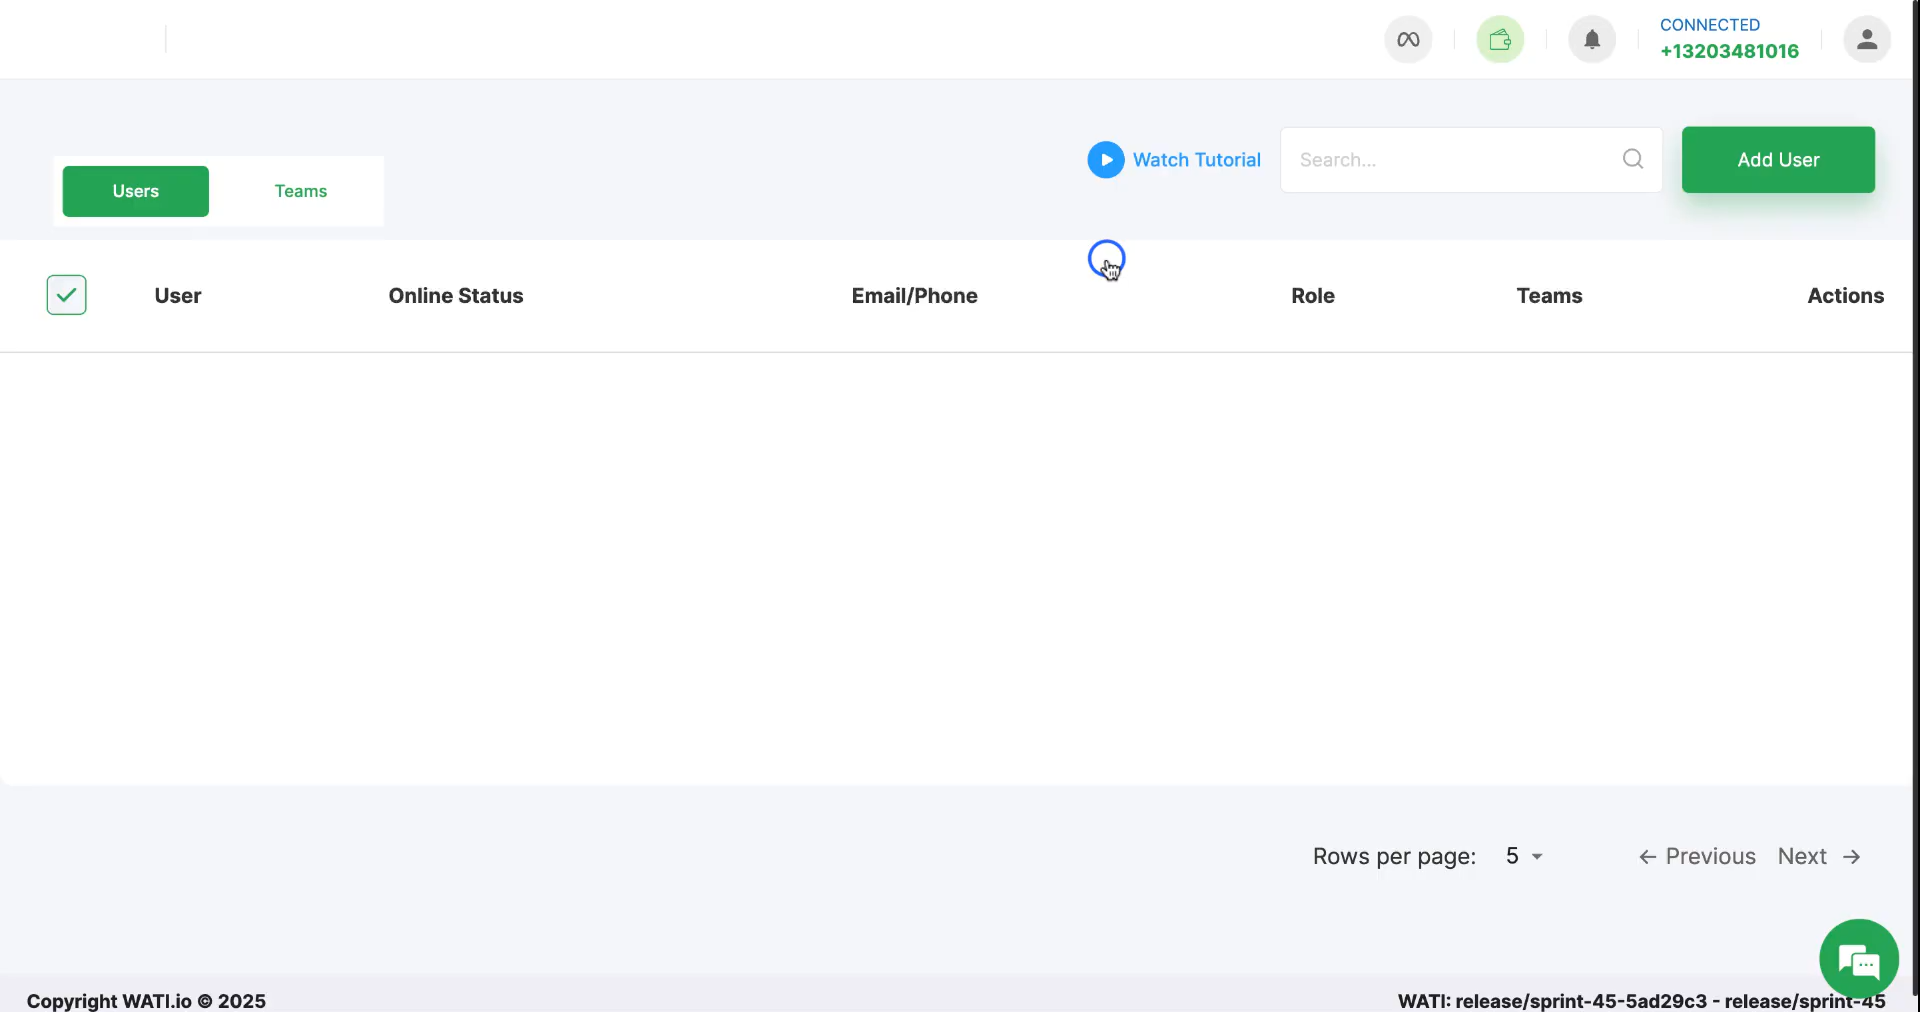 CONNECTED
+13203481016
Watch Tutorial
Search...
Add User
Users
Teams
User
Online Status
Email/Phone
Role
Teams
Actions
Rows per page:
5
Previous
Next
Copyright WATI.io © 2025
WATI: release/sprint-45-5ad29c3 - release/sprint-45